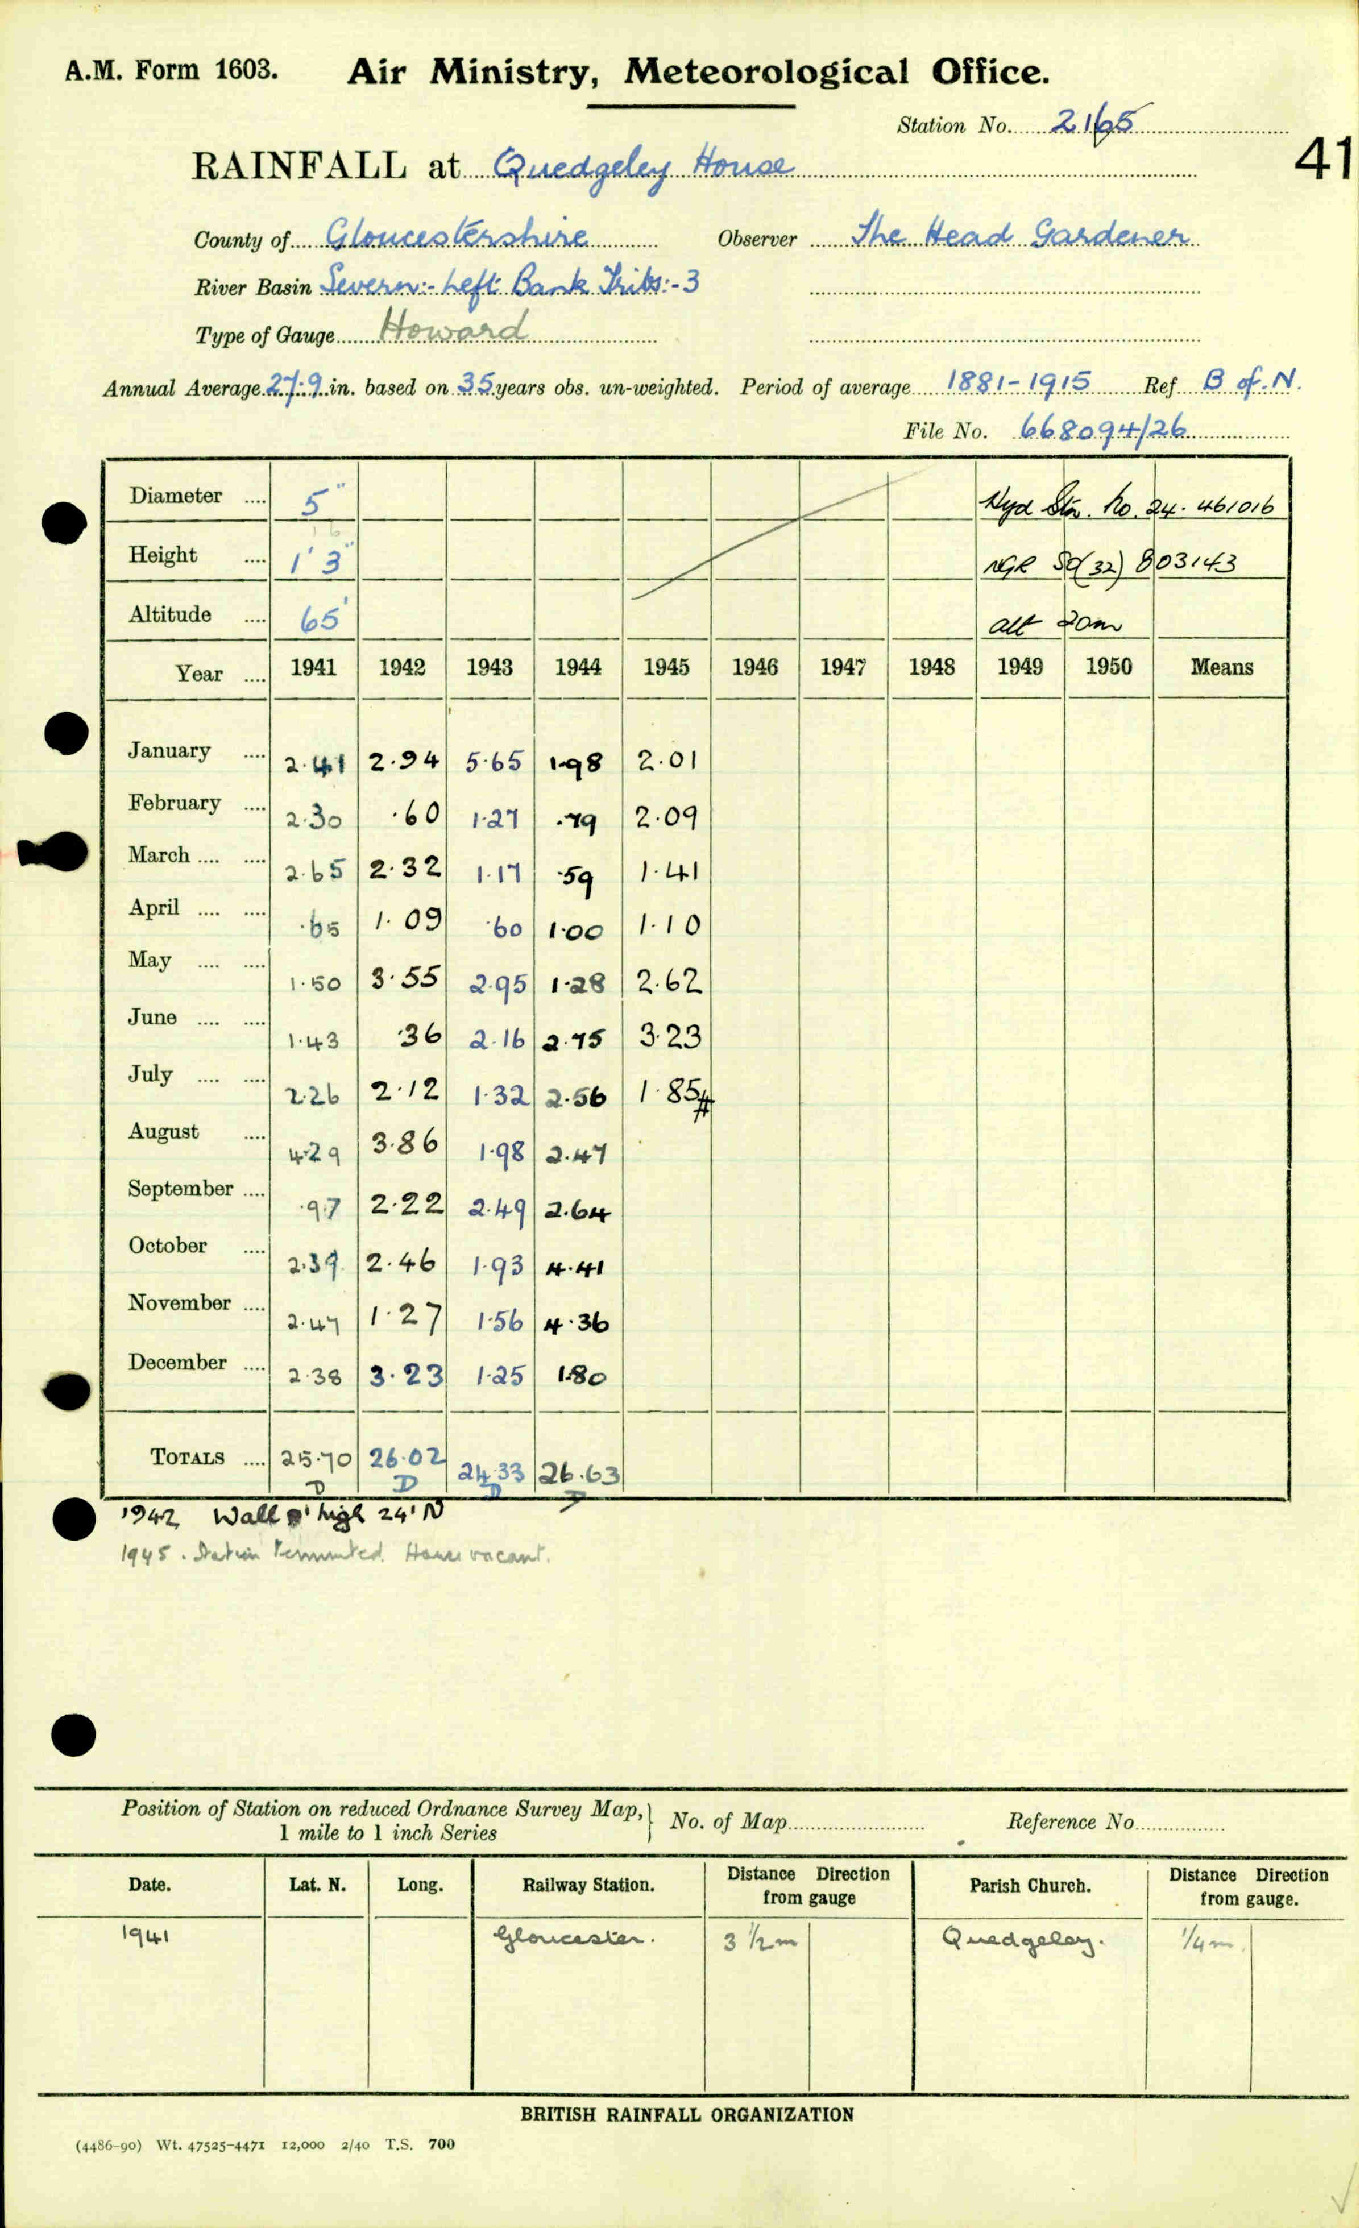 A.M. Form 1603. Air Ministry, Meteorological Office.
Station No. 2165
41
RAINFALL at Quedgeley House
County of Gloucestershire Observer The Head Gardener
River Basin Severn:- Left Bank Tribs:-3
Type of Gauge Howard
Annual Average 27.9 in. based on 35 years obs. un-weighted. Period of average 1881-1915 Ref B of. N.
File No. 668094/26
Diameter .... 5" Hyd Stn. No. 24. 461016
Height .... 1' 3" NGR SO(32) 803143
Altitude .... 65' alt 20m
Year .... 1941 1942 1943 1944 1945 1946 1947 1948 1949 1950 Means
January .... 2.41 2.94 5.65 1.98 2.01
February .... 2.30 .60 1.27 .79 2.09
March .... .... 2.65 2.32 1.17 .59 1.41
April .... .... .65 1.09 .60 1.00 1.10
May .... .... 1.50 3.55 2.95 1.28 2.62
June .... .... 1.43 .36 2.16 2.75 3.23
July .... .... 2.26 2.12 1.32 2.56 1.85#
August .... 4.29 3.86 1.98 2.47
September .... .97 2.22 2.49 2.64
October .... 2.39 2.46 1.93 4.41
November .... 2.47 1.27 1.56 4.36
December .... 2.38 3.23 1.25 1.80
TOTALS .... 25.70 26.02 24.33 26.63
D D D D
1942 Wall high 24' N
1945. Station terminated. House vacant.
Position of Station on reduced Ordnance Survey Map, No. of Map Reference No.
1 mile to 1 inch Series
Date. Lat. N. Long. Railway Station. Distance Direction from gauge Parish Church. Distance Direction from gauge.
1941 Gloucester. 3 1/2 m Quedgeley. 1/4 m.
BRITISH RAINFALL ORGANIZATION
(4486-90) Wt. 47525-4471 12,000 2/40 T.S. 700